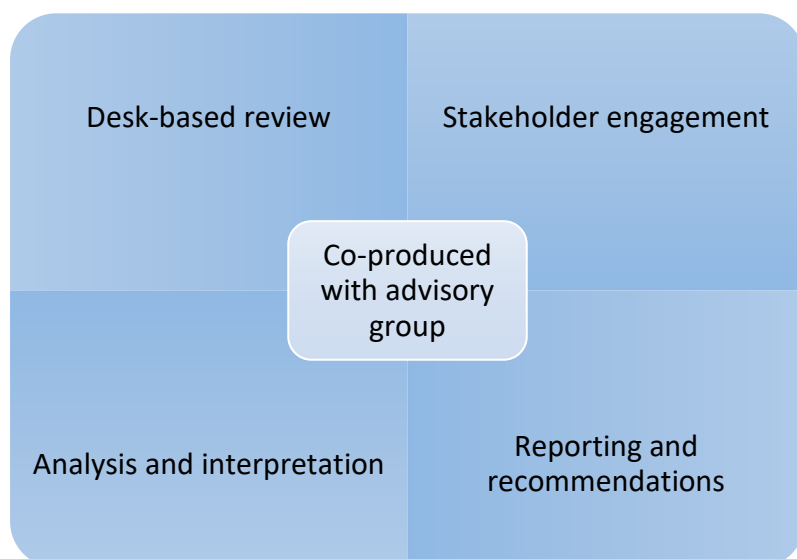 Desk-based review
Stakeholder engagement
Co-produced
with advisory
group
Analysis and interpretation
Reporting and
recommendations